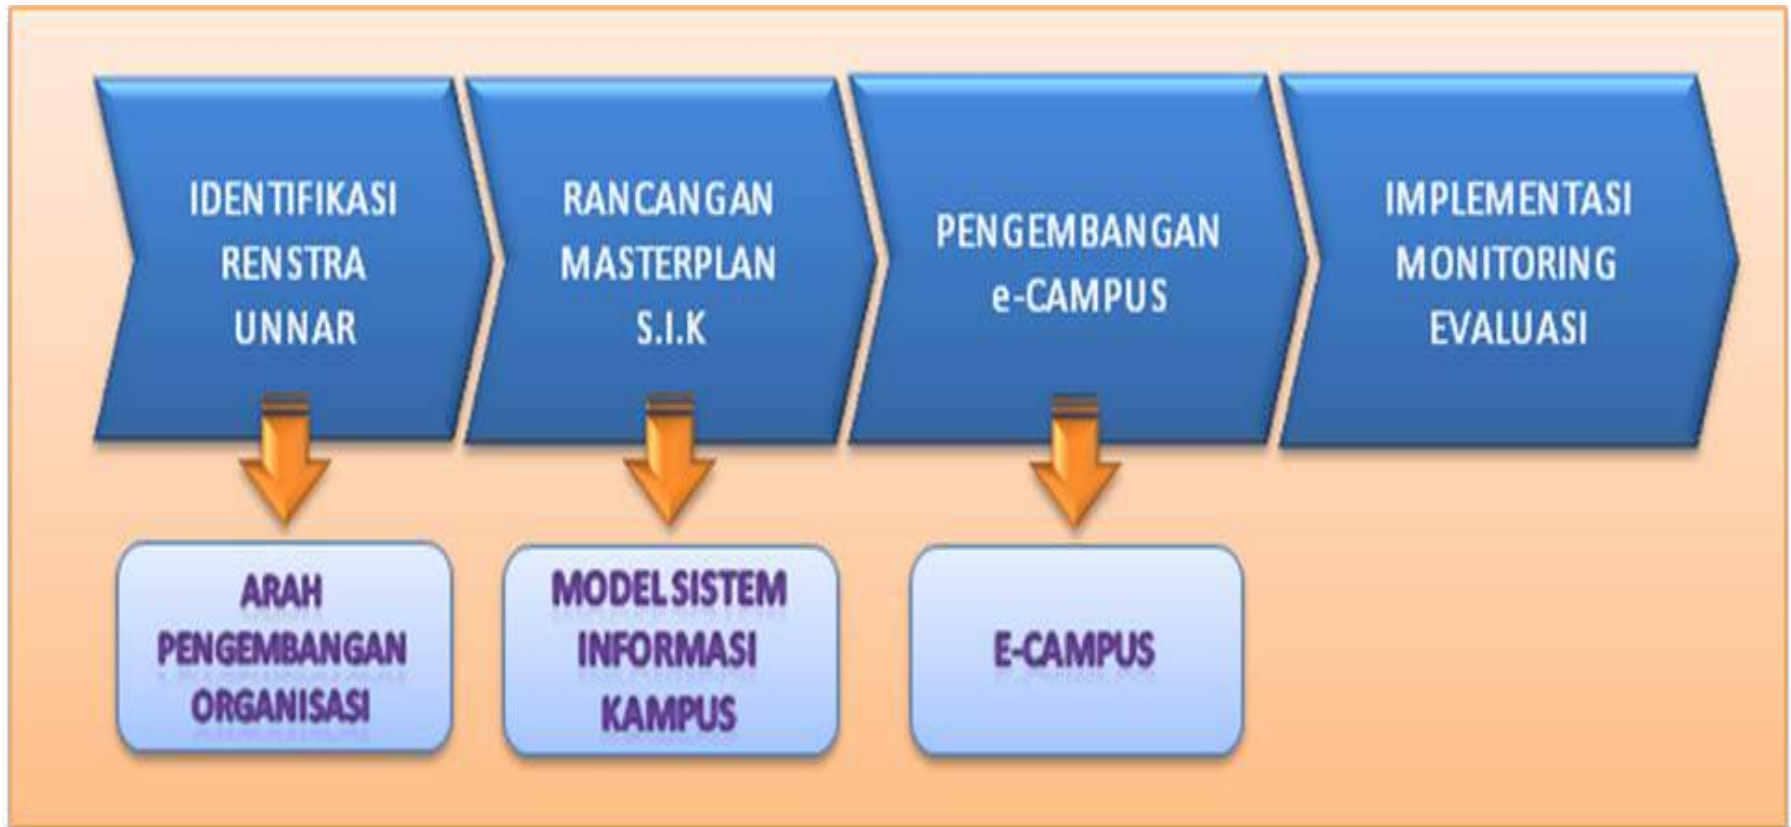 IDENTIFIKASI
RENSTRA
UNNAR
RANCANGAN
MASTERPLAN
S.I.K
PENGEMBANGAN
e-CAMPUS
IMPLEMENTASI
MONITORING
EVALUASI
ARAH
PENGEMBANGAN
ORGANISASI
MODEL SISTEM
INFORMASI
KAMPUS
E-CAMPUS